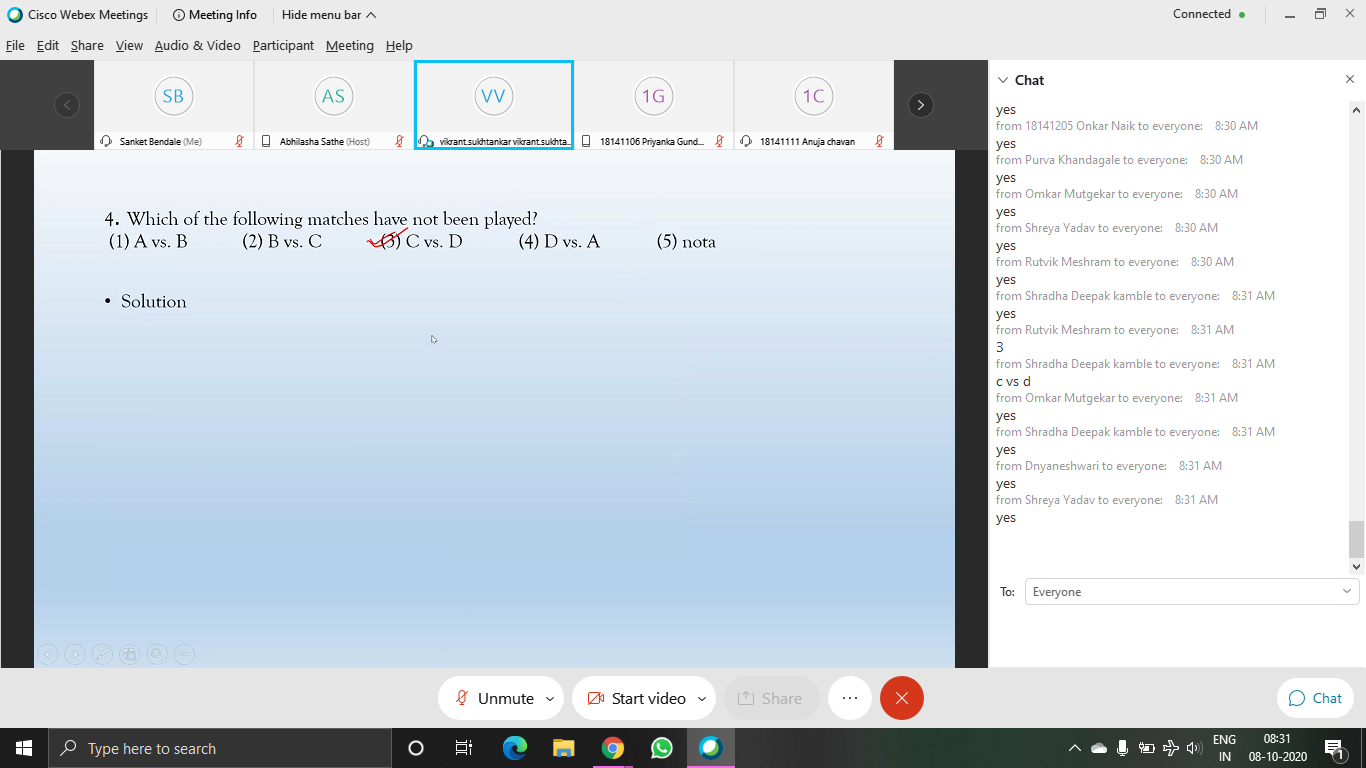 Cisco Webex Meetings
Meeting Info
Hide menu bar
Connected
File Edit Share View Audio & Video Participant Meeting Help
SB
AS
VV
1G
1C
Sanket Bendale (Me)
Abhilasha Sathe (Host)
vikrant.sukhtankar vikrant.sukhta...
18141106 Priyanka Gund...
18141111 Anuja chavan
4. Which of the following matches have not been played?
(1) A vs. B (2) B vs. C (3) C vs. D (4) D vs. A (5) nota
• Solution
Chat
yes
from 18141205 Onkar Naik to everyone: 8:30 AM
yes
from Purva Khandagale to everyone: 8:30 AM
yes
from Omkar Mutgekar to everyone: 8:30 AM
yes
from Shreya Yadav to everyone: 8:30 AM
yes
from Rutvik Meshram to everyone: 8:30 AM
yes
from Shradha Deepak kamble to everyone: 8:31 AM
yes
from Rutvik Meshram to everyone: 8:31 AM
3
from Shradha Deepak kamble to everyone: 8:31 AM
c vs d
from Omkar Mutgekar to everyone: 8:31 AM
yes
from Shradha Deepak kamble to everyone: 8:31 AM
yes
from Dnyaneshwari to everyone: 8:31 AM
yes
from Shreya Yadav to everyone: 8:31 AM
yes
To: Everyone
Unmute
Start video
Share
Chat
Type here to search
ENG
IN
08:31
08-10-2020
1